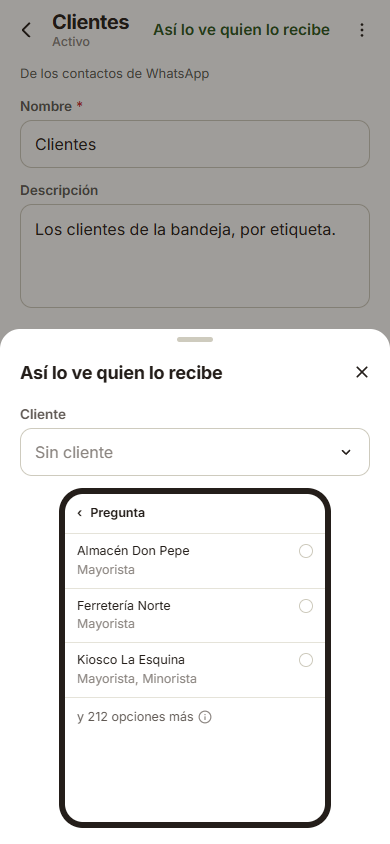 Clientes
Activo
Así lo ve quien lo recibe
De los contactos de WhatsApp
Nombre *
Clientes
Descripción
Los clientes de la bandeja, por etiqueta.
Así lo ve quien lo recibe
Cliente
Sin cliente
‹ Pregunta
Almacén Don Pepe
Mayorista
Ferretería Norte
Mayorista
Kiosco La Esquina
Mayorista, Minorista
y 212 opciones más